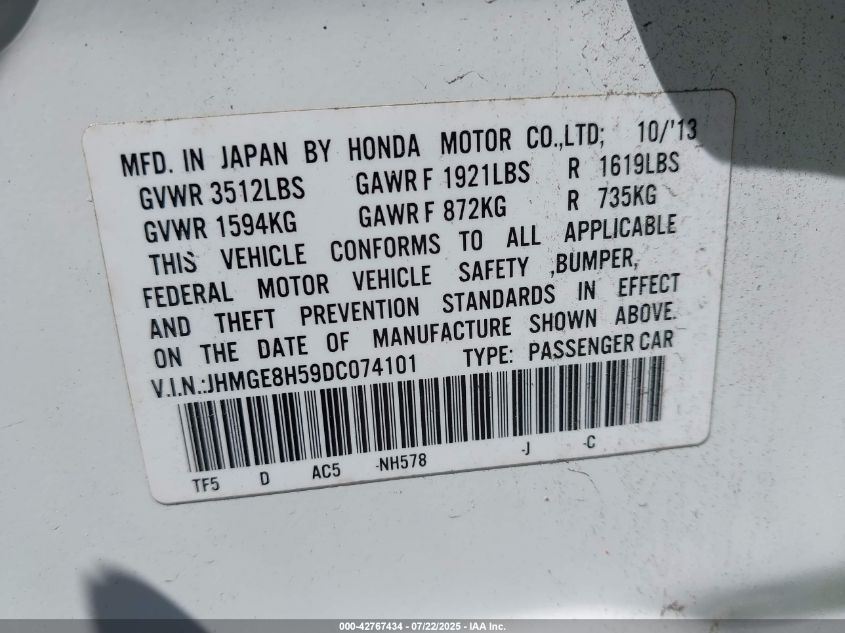 MFD. IN JAPAN BY HONDA MOTOR CO.,LTD; 10/'13
GVWR 3512LBS GAWR F 1921LBS R 1619LBS
GVWR 1594KG GAWR F 872KG R 735KG
THIS VEHICLE CONFORMS TO ALL APPLICABLE
FEDERAL MOTOR VEHICLE SAFETY ,BUMPER,
AND THEFT PREVENTION STANDARDS IN EFFECT
ON THE DATE OF MANUFACTURE SHOWN ABOVE.
V.I.N.:JHMGE8H59DC074101 TYPE: PASSENGER CAR
TF5 D AC5 -NH578 -J -C
000-42767434 - 07/22/2025 - IAA Inc.